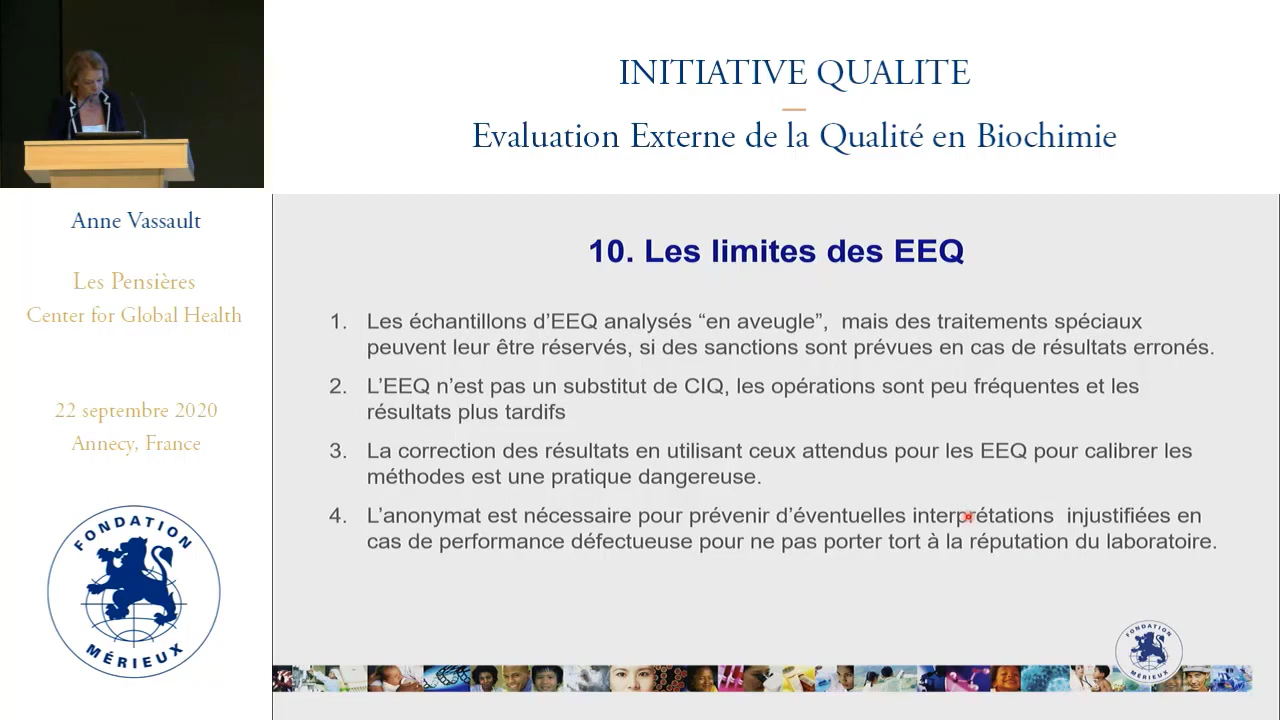 INITIATIVE QUALITE
Evaluation Externe de la Qualité en Biochimie
Anne Vassault
Les Pensières
Center for Global Health
22 septembre 2020
Annecy, France
FONDATION
MÉRIEUX
10. Les limites des EEQ
1. Les échantillons d’EEQ analysés “en aveugle”, mais des traitements spéciaux
peuvent leur être réservés, si des sanctions sont prévues en cas de résultats erronés.
2. L’EEQ n’est pas un substitut de CIQ, les opérations sont peu fréquentes et les
résultats plus tardifs
3. La correction des résultats en utilisant ceux attendus pour les EEQ pour calibrer les
méthodes est une pratique dangereuse.
4. L’anonymat est nécessaire pour prévenir d’éventuelles interprétations injustifiées en
cas de performance défectueuse pour ne pas porter tort à la réputation du laboratoire.
FONDATION
MÉRIEUX